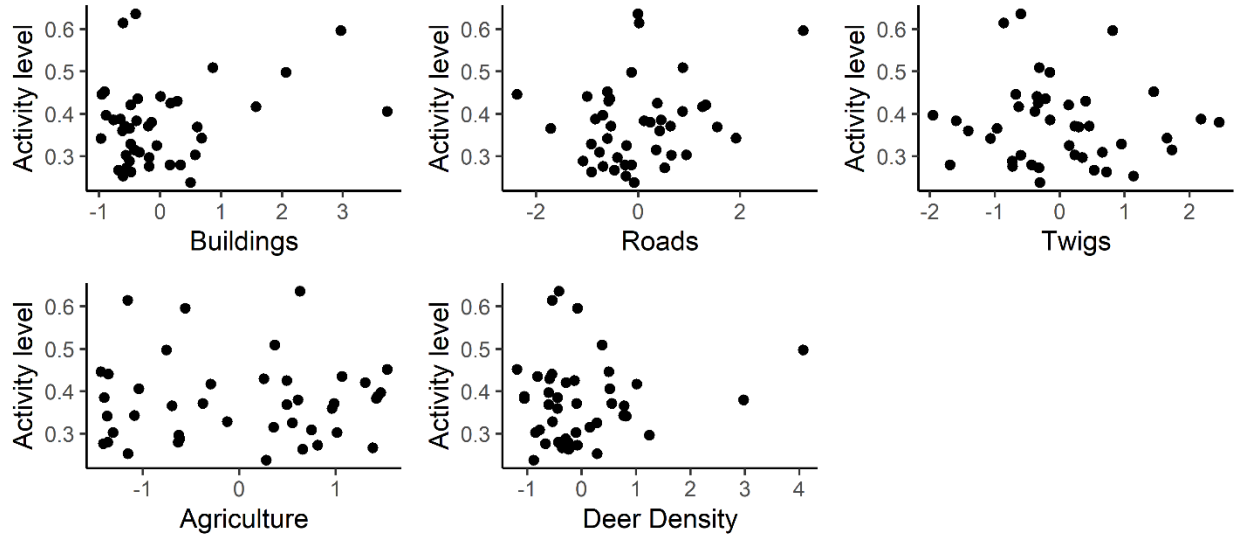 Activity level
0.6
0.5
0.4
0.3
-1 0 1 2 3
Buildings
Activity level
0.6
0.5
0.4
0.3
-2 0 2
Roads
Activity level
0.6
0.5
0.4
0.3
-2 -1 0 1 2
Twigs
Activity level
0.6
0.5
0.4
0.3
-1 0 1
Agriculture
Activity level
0.6
0.5
0.4
0.3
-1 0 1 2 3 4
Deer Density